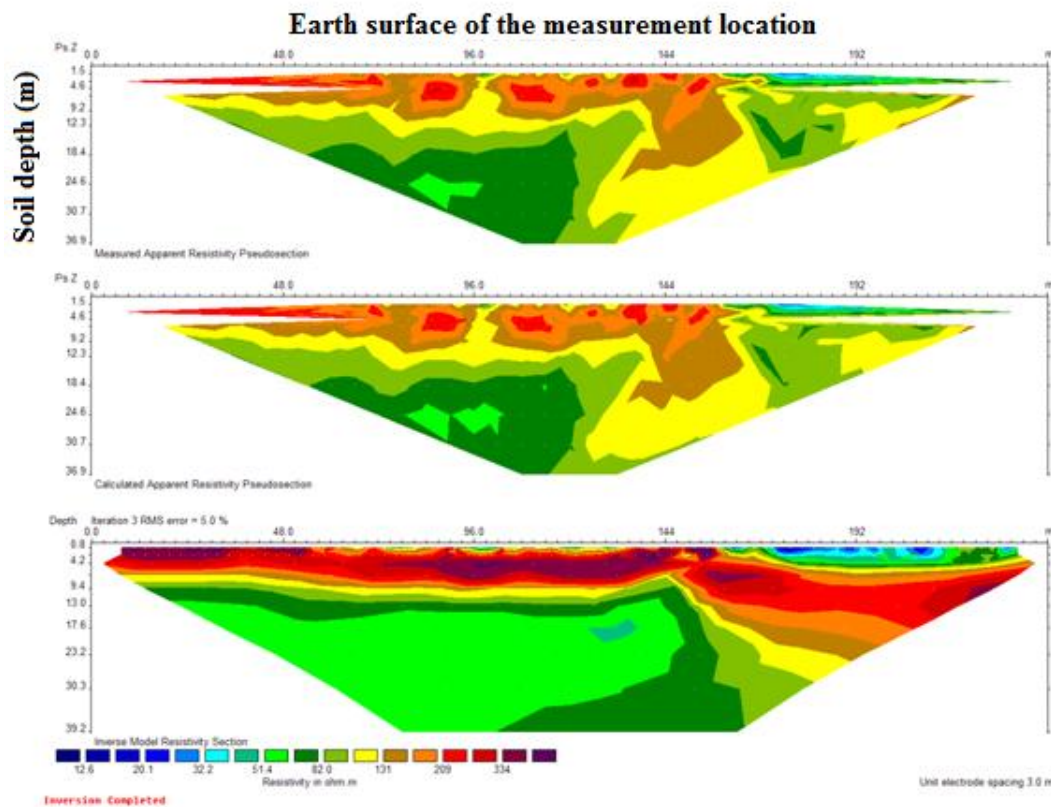 Earth surface of the measurement location
Soil depth (m)
Ps Z 0.0 48.0 96.0 144 192 m
1.5
4.6
9.2
12.3
18.4
24.6
30.7
36.9
Measured Apparent Resistivity Pseudosection
Ps Z 0.0 48.0 96.0 144 192 m
1.5
4.6
9.2
12.3
18.4
24.6
30.7
36.9
Calculated Apparent Resistivity Pseudosection
Depth Iteration 3 RMS error = 5.0 %
0.0 48.0 96.0 144 192 m
0.8
4.2
9.4
13.0
17.6
23.2
30.3
39.2
Inverse Model Resistivity Section
12.6 20.1 32.2 51.4 82.0 131 209 334
Resistivity in ohm.m
Unit electrode spacing 3.0 m
Inversion Completed